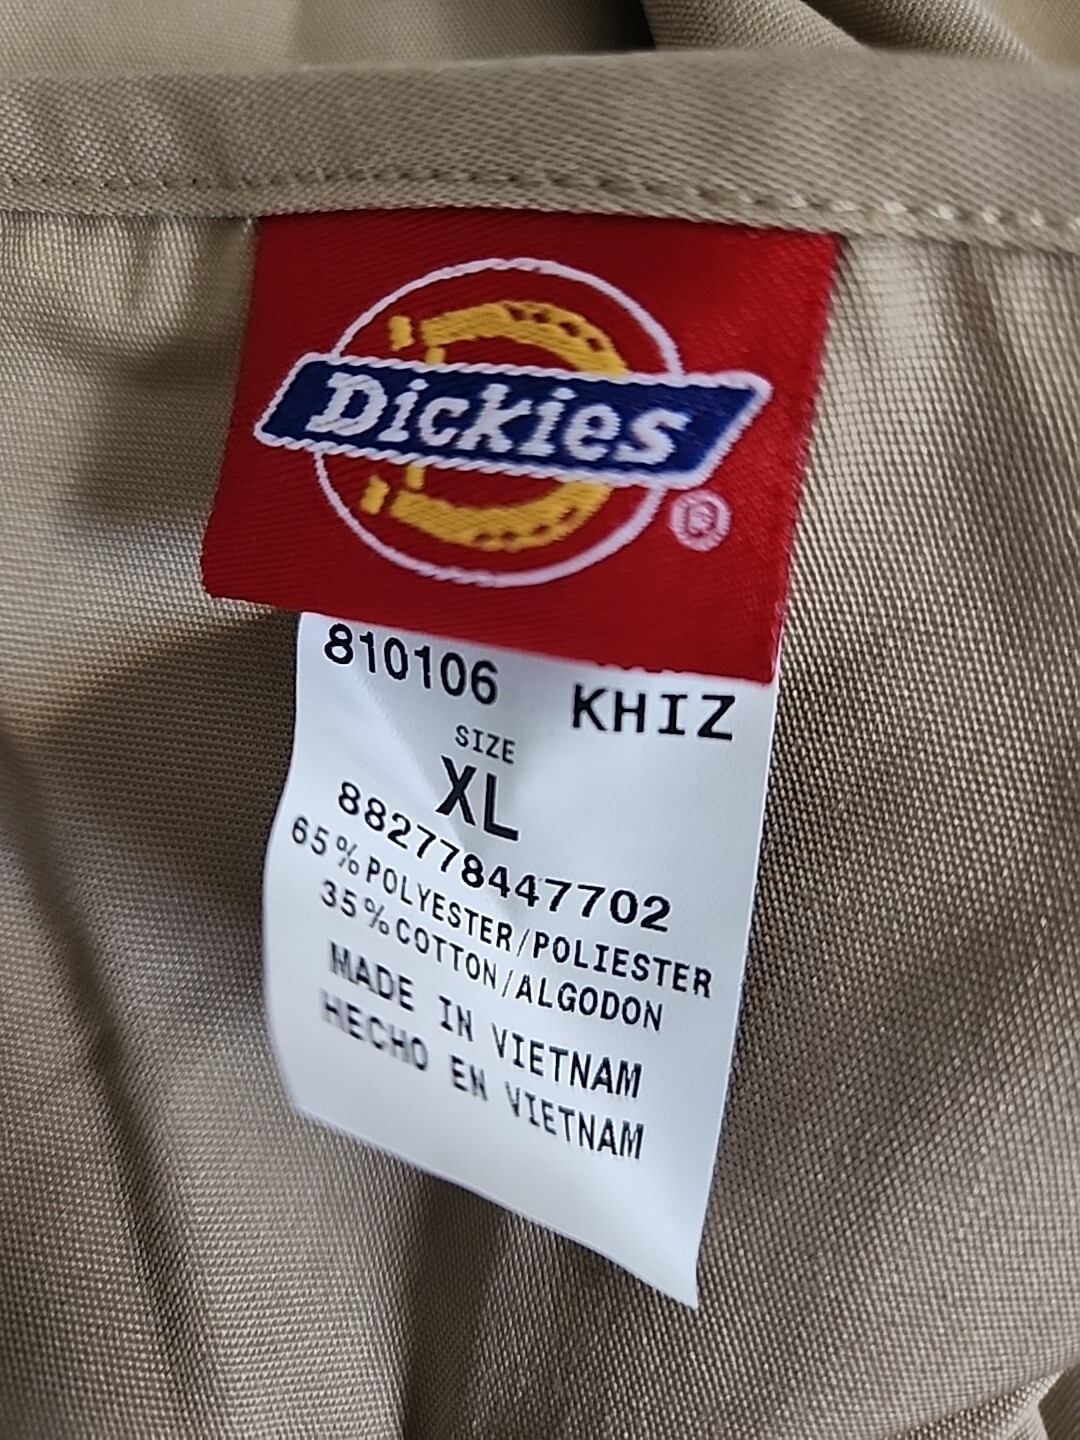 Dickies
®
810106 KHIZ
SIZE
XL
882778447702
65% POLYESTER/POLIESTER
35% COTTON/ALGODON
MADE IN VIETNAM
HECHO EN VIETNAM